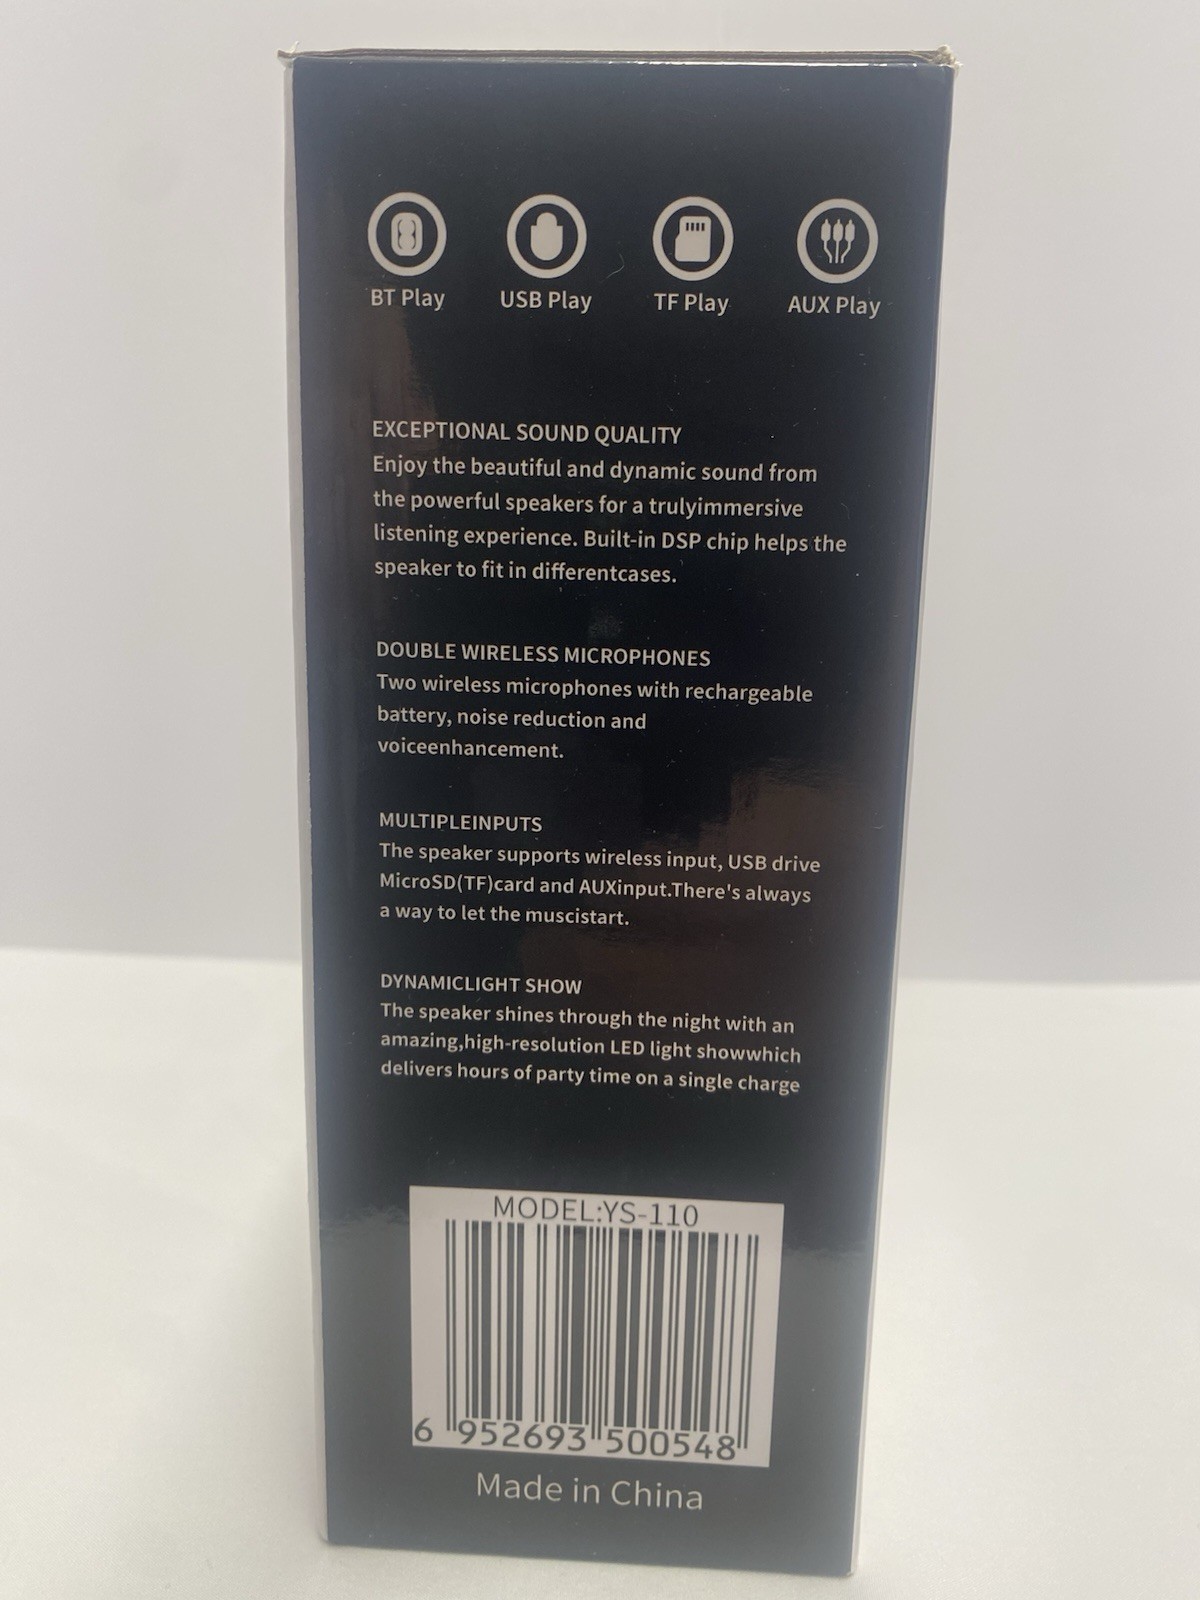 BT Play USB Play TF Play AUX Play
EXCEPTIONAL SOUND QUALITY
Enjoy the beautiful and dynamic sound from
the powerful speakers for a trulyimmersive
listening experience. Built-in DSP chip helps the
speaker to fit in differentcases.
DOUBLE WIRELESS MICROPHONES
Two wireless microphones with rechargeable
battery, noise reduction and
voiceenhancement.
MULTIPLEINPUTS
The speaker supports wireless input, USB drive
MicroSD(TF)card and AUXinput.There's always
a way to let the muscistart.
DYNAMICLIGHT SHOW
The speaker shines through the night with an
amazing,high-resolution LED light showwhich
delivers hours of party time on a single charge
MODEL:YS-110
6 952693 500548
Made in China